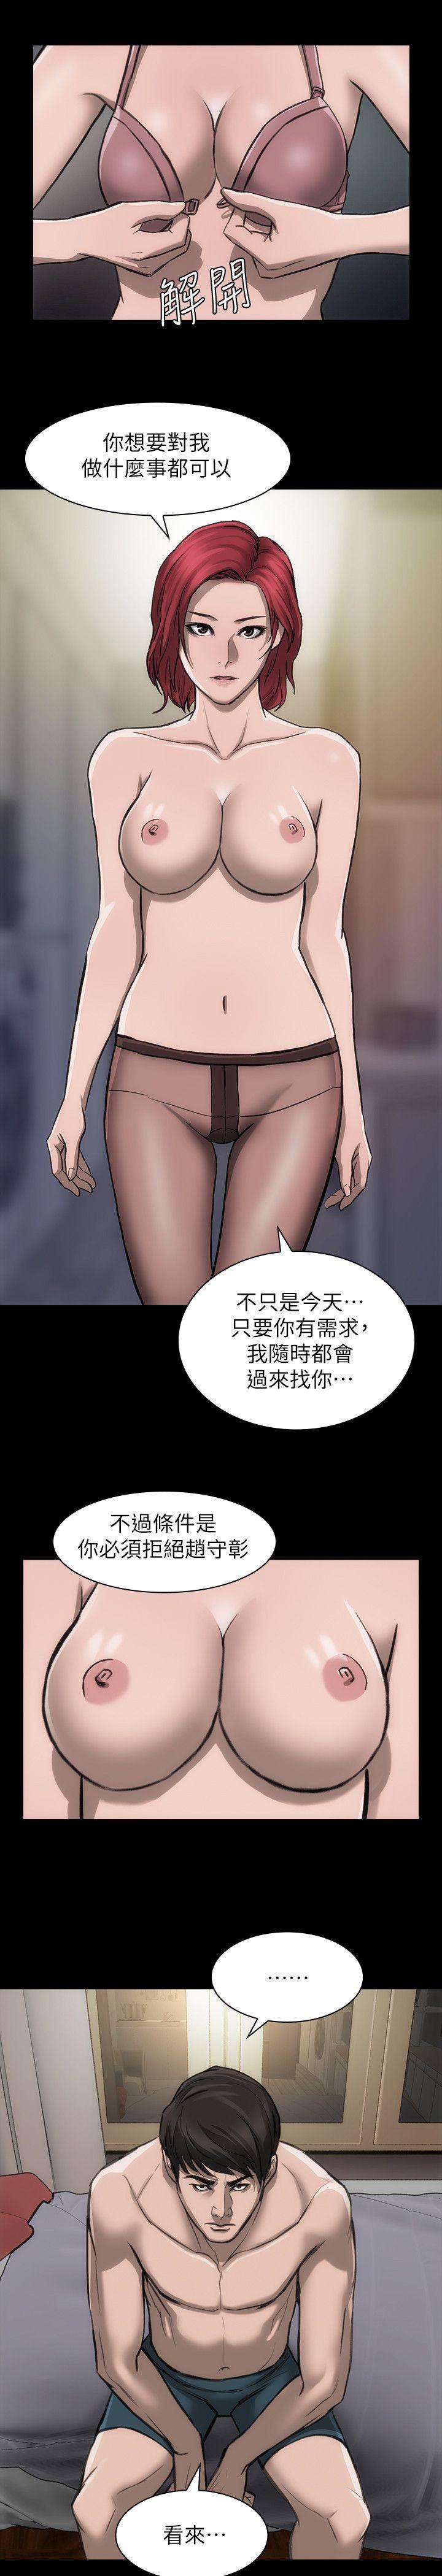 解開
你想要對我
做什麼事都可以
不只是今天…
只要你有需求，
我隨時都會
過來找你…
不過條件是
你必須拒絕趙守彰
……
看來…